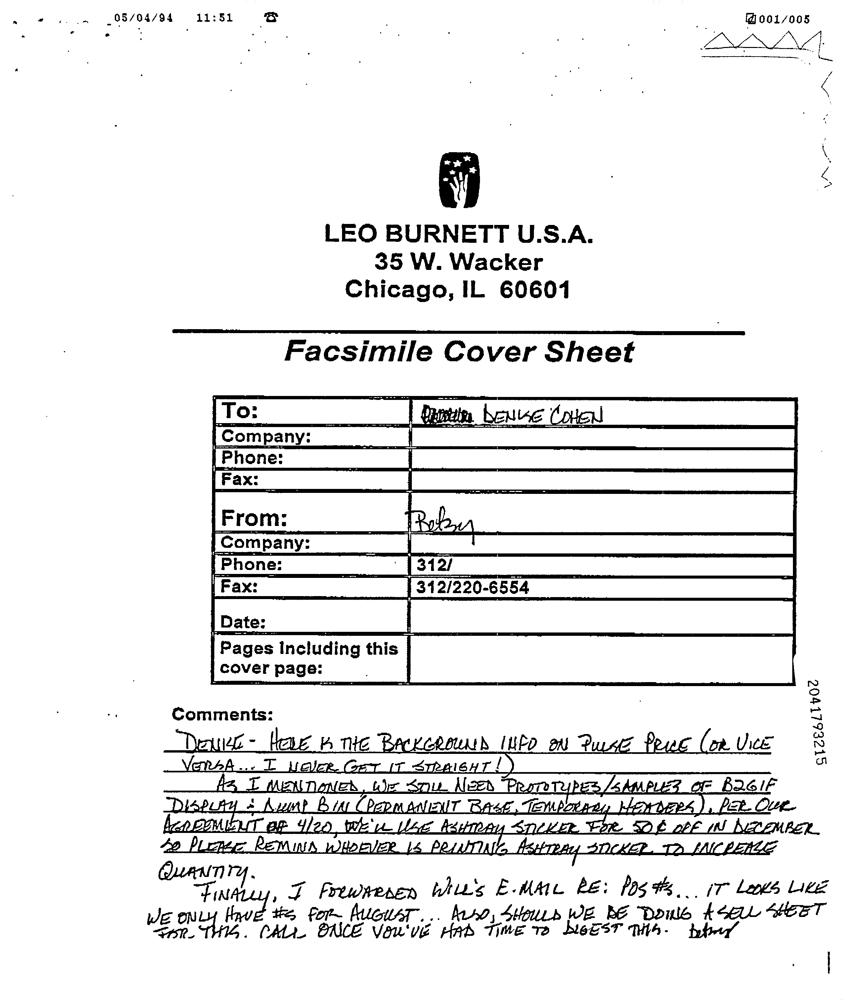 05/04/94 11:51 ☎ 001/005
LEO BURNETT U.S.A.
35 W. Wacker
Chicago, IL 60601
Facsimile Cover Sheet
To: DENISE COHEN
Company:
Phone:
Fax:
From: Betsy
Company:
Phone: 312/
Fax: 312/220-6554
Date:
Pages Including this
cover page:
2041793215
Comments:
DENISE - HERE IS THE BACKGROUND INFO ON PULSE PRICE (OR VICE
VERSA... I NEVER GET IT STRAIGHT!)
AS I MENTIONED, WE STILL NEED PROTOTYPES/SAMPLES OF B2G1F
DISPLAY & DUMP BIN (PERMANENT BASE, TEMPORARY HEADERS). PER OUR
AGREEMENT OF 4/20, WE'LL USE ASHTRAY STICKER FOR 50¢ OFF IN DECEMBER
SO PLEASE REMIND WHOEVER IS PRINTING ASHTRAY STICKER TO INCREASE
QUANTITY.
FINALLY, I FORWARDED WILL'S E-MAIL RE: POS #S... IT LOOKS LIKE
WE ONLY HAVE #S FOR AUGUST... ALSO, SHOULD WE BE DOING A SELL SHEET
FOR THIS. CALL ONCE YOU'VE HAD TIME TO DIGEST THIS. betsy